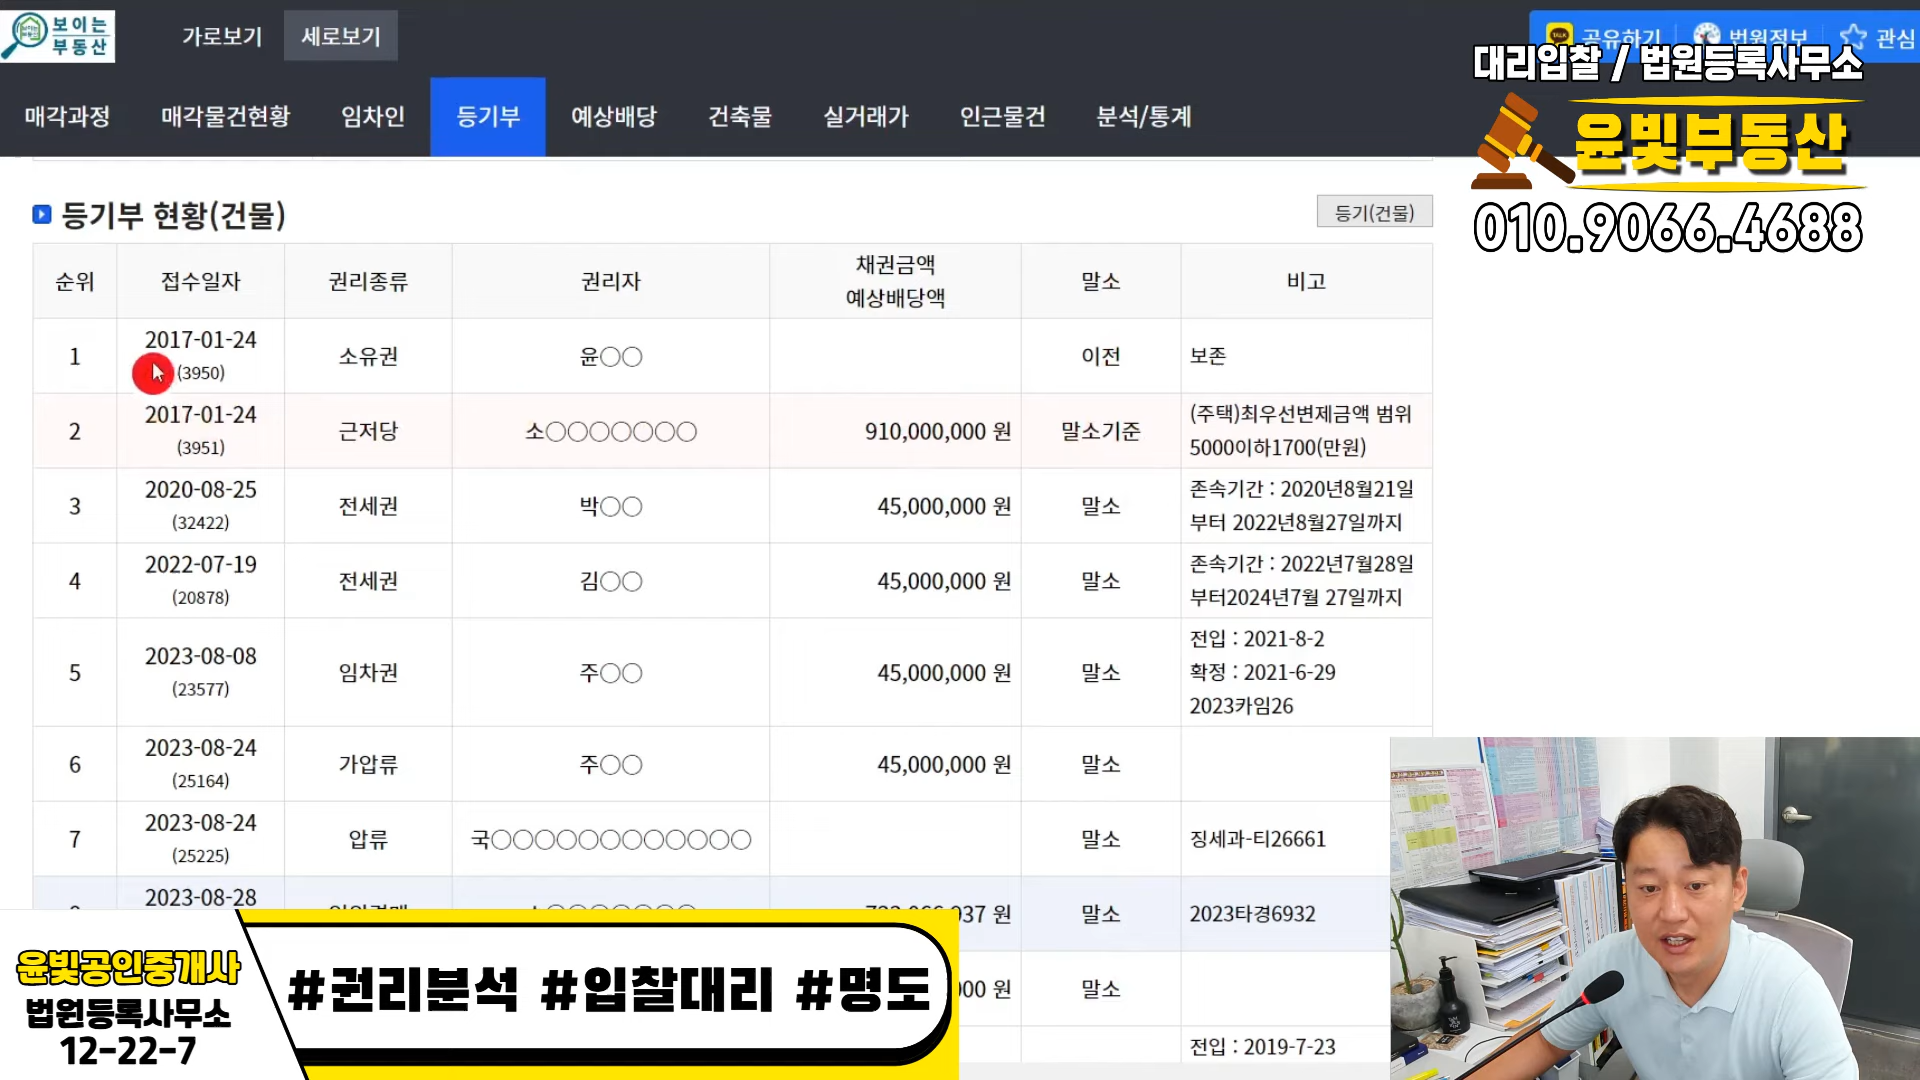 보이는
부동산
가로보기
세로보기
공유하기
법원정보
관심
매각과정
매각물건현황
임차인
등기부
예상배당
건축물
실거래가
인근물건
분석/통계
대리입찰 / 법원등록사무소
윤빛부동산
010.9066.4688
등기부 현황(건물)
등기(건물)
순위
접수일자
권리종류
권리자
채권금액
예상배당액
말소
비고
1
2017-01-24
(3950)
소유권
윤○○
이전
보존
2
2017-01-24
(3951)
근저당
소○○○○○○○
910,000,000 원
말소기준
(주택)최우선변제금액 범위
5000이하1700(만원)
3
2020-08-25
(32422)
전세권
박○○
45,000,000 원
말소
존속기간 : 2020년8월21일
부터 2022년8월27일까지
4
2022-07-19
(20878)
전세권
김○○
45,000,000 원
말소
존속기간 : 2022년7월28일
부터2024년7월 27일까지
5
2023-08-08
(23577)
임차권
주○○
45,000,000 원
말소
전입 : 2021-8-2
확정 : 2021-6-29
2023카임26
6
2023-08-24
(25164)
가압류
주○○
45,000,000 원
말소
7
2023-08-24
(25225)
압류
국○○○○○○○○○○○○
말소
징세과-티26661
2023-08-28
937 원
말소
2023타경6932
000 원
말소
전입 : 2019-7-23
윤빛공인중개사
법원등록사무소
12-22-7
#권리분석 #입찰대리 #명도